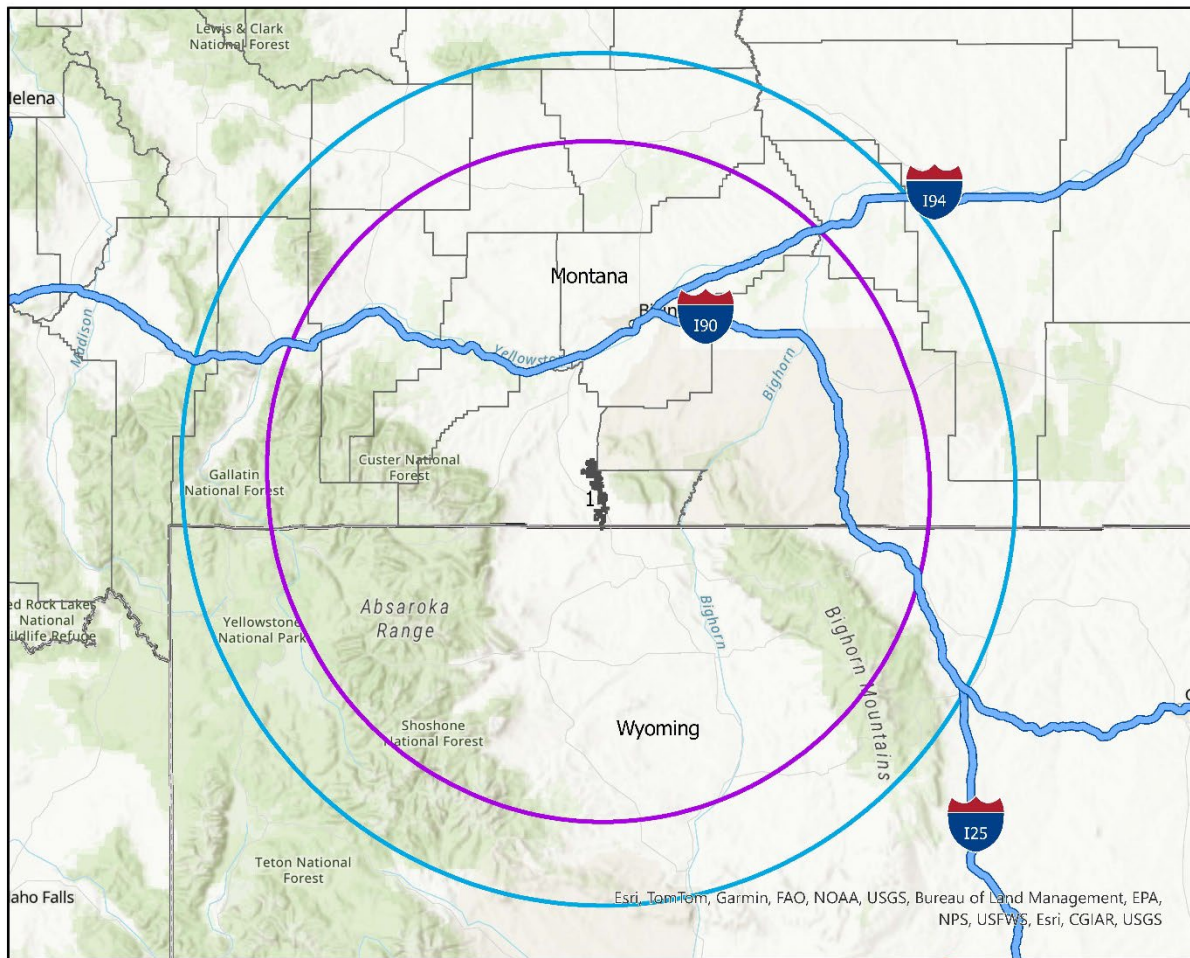 Lewis & Clark
National Forest
Helena
I94
Montana
I90
Madison
Bighorn
Custer National
Forest
Gallatin
National Forest
1
Absaroka
Range
National
Yellowstone
National Park
Bighorn
Bighorn Mountains
Shoshone
National Forest
Wyoming
I25
Teton National
Forest
aho Falls
Esri, TomTom, Garmin, FAO, NOAA, USGS, Bureau of Land Management, EPA,
NPS, USFWS, Esri, CGIAR, USGS